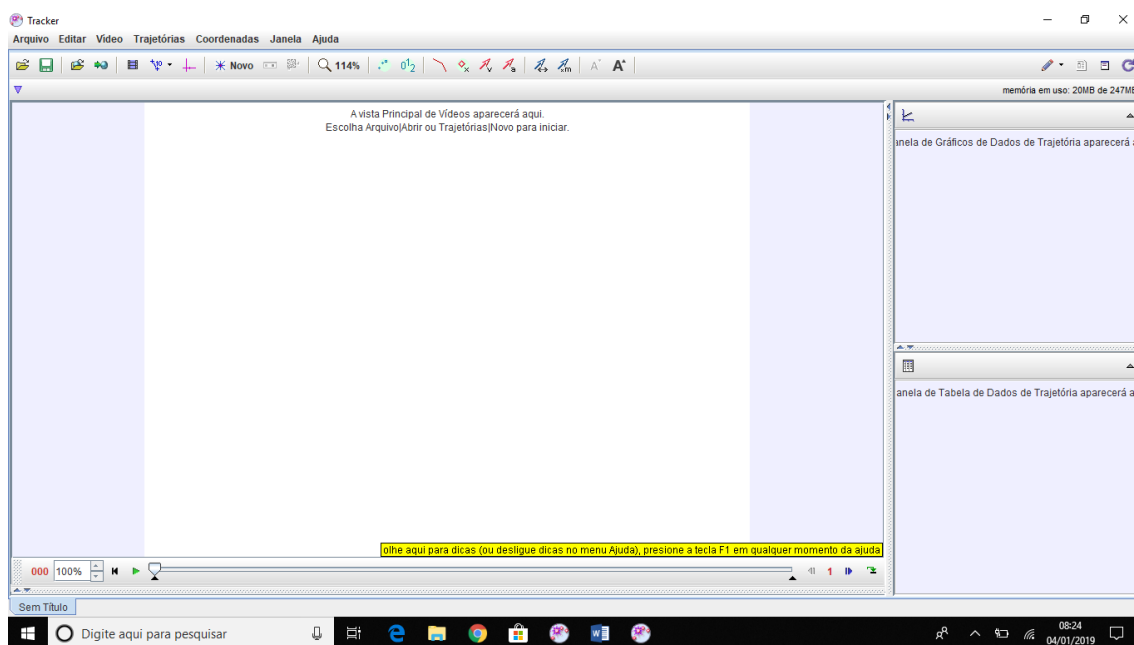 Tracker
Arquivo Editar Video Trajetórias Coordenadas Janela Ajuda
Novo 114%
memória em uso: 20MB de 247MB
A vista Principal de Vídeos aparecerá aqui.
Escolha Arquivo|Abrir ou Trajetórias|Novo para iniciar.
anela de Gráficos de Dados de Trajetória aparecerá a
anela de Tabela de Dados de Trajetória aparecerá a
olhe aqui para dicas (ou desligue dicas no menu Ajuda), presione a tecla F1 em qualquer momento da ajuda
000 100% 1
Sem Título
Digite aqui para pesquisar
08:24
04/01/2019